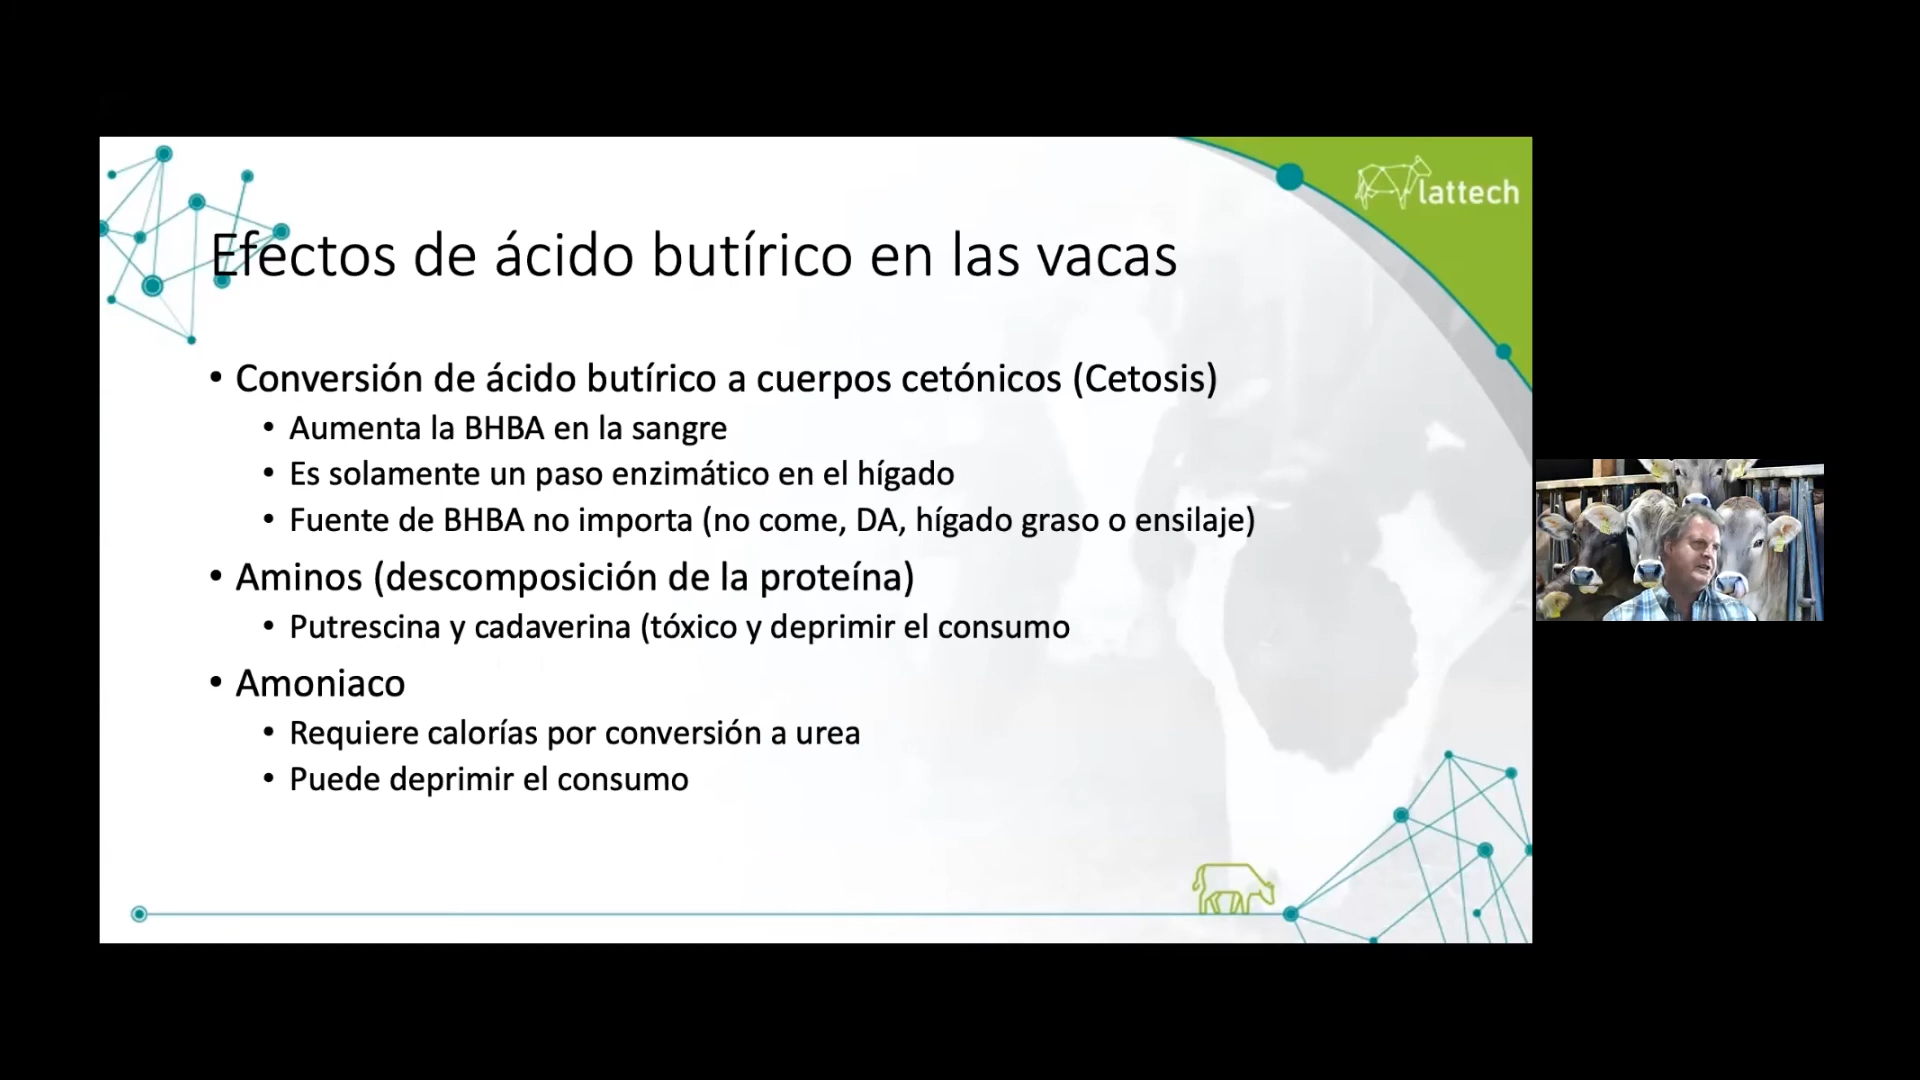 lattech
Efectos de ácido butírico en las vacas
• Conversión de ácido butírico a cuerpos cetónicos (Cetosis)
• Aumenta la BHBA en la sangre
• Es solamente un paso enzimático en el hígado
• Fuente de BHBA no importa (no come, DA, hígado graso o ensilaje)
• Aminos (descomposición de la proteína)
• Putrescina y cadaverina (tóxico y deprimir el consumo
• Amoniaco
• Requiere calorías por conversión a urea
• Puede deprimir el consumo